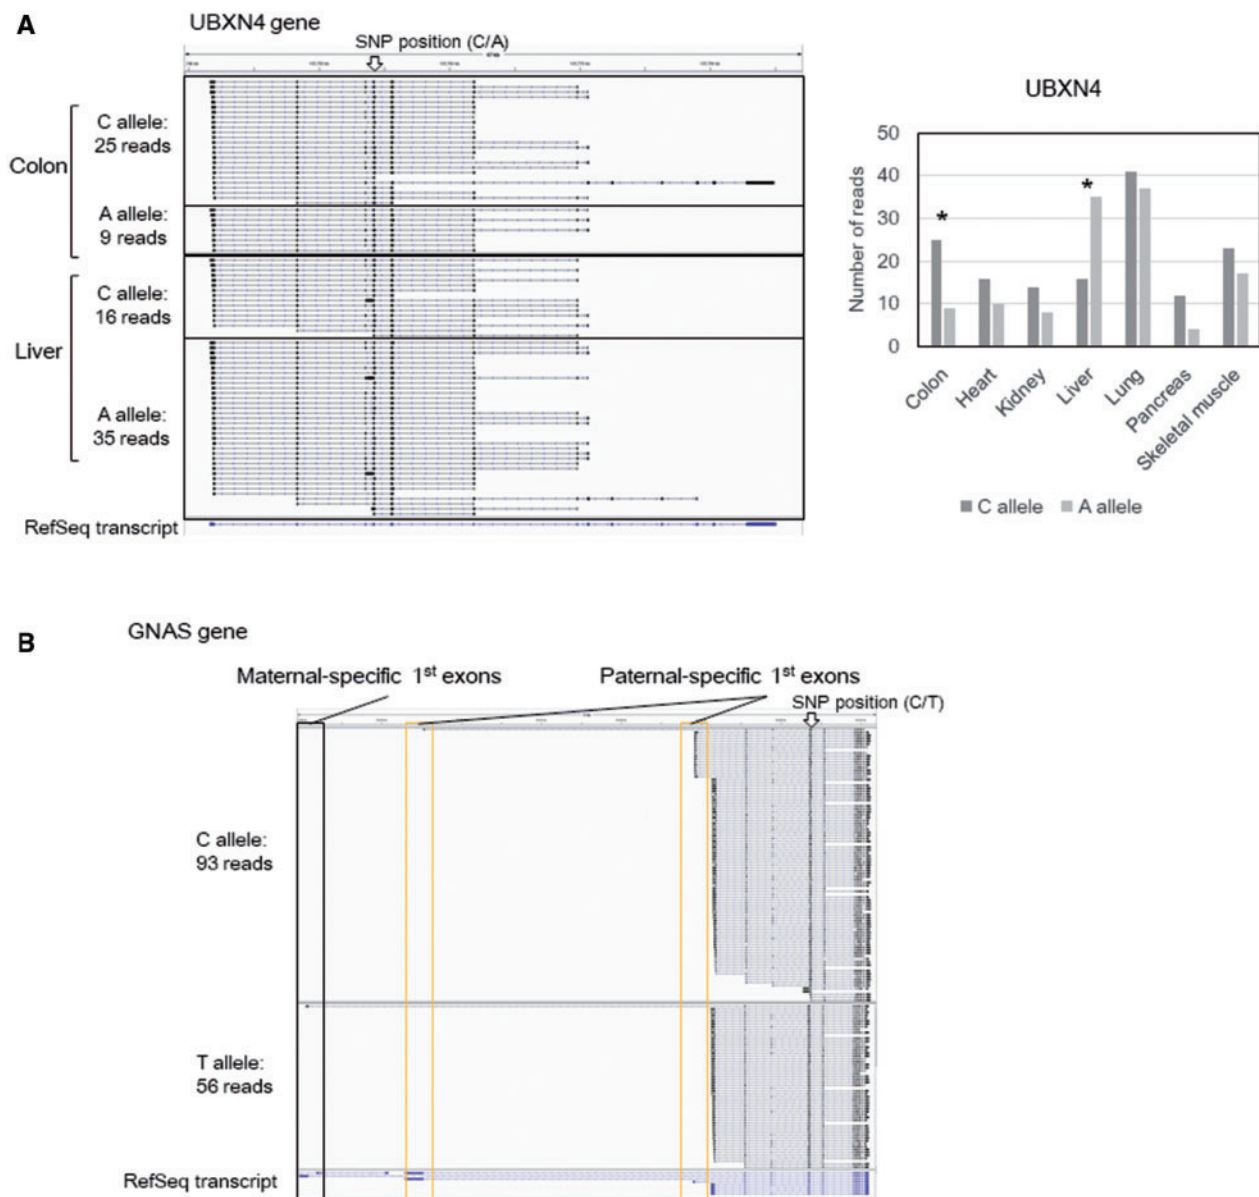 A
UBXN4 gene
SNP position (C/A)
Colon
C allele:
25 reads
A allele:
9 reads
Liver
C allele:
16 reads
A allele:
35 reads
RefSeq transcript
UBXN4
Number of reads
50
40
30
20
10
0
*
*
Colon
Heart
Kidney
Liver
Lung
Pancreas
Skeletal muscle
C allele
A allele
B
GNAS gene
Maternal-specific 1st exons
Paternal-specific 1st exons
SNP position (C/T)
C allele:
93 reads
T allele:
56 reads
RefSeq transcript